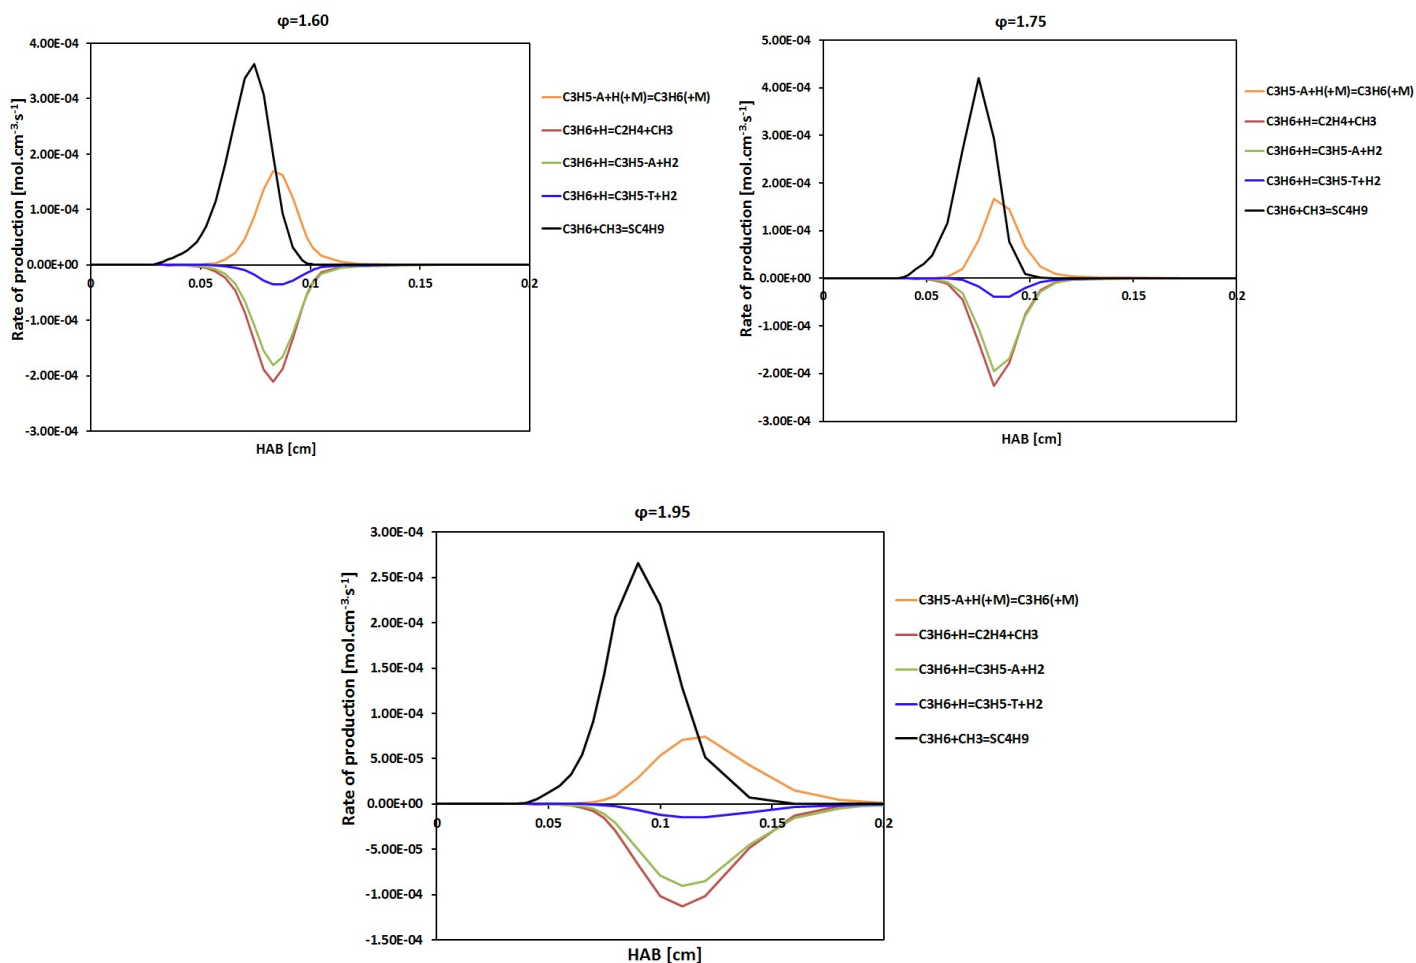 φ=1.60
4.00E-04
3.00E-04
2.00E-04
1.00E-04
0.00E+00
-1.00E-04
-2.00E-04
-3.00E-04
0
0.05
0.1
0.15
0.2
Rate of production [mol.cm-3.s-1]
HAB [cm]
C3H5-A+H(+M)=C3H6(+M)
C3H6+H=C2H4+CH3
C3H6+H=C3H5-A+H2
C3H6+H=C3H5-T+H2
C3H6+CH3=SC4H9
φ=1.75
5.00E-04
4.00E-04
3.00E-04
2.00E-04
1.00E-04
0.00E+00
-1.00E-04
-2.00E-04
-3.00E-04
0
0.05
0.1
0.15
0.2
Rate of production [mol.cm-3.s-1]
HAB [cm]
C3H5-A+H(+M)=C3H6(+M)
C3H6+H=C2H4+CH3
C3H6+H=C3H5-A+H2
C3H6+H=C3H5-T+H2
C3H6+CH3=SC4H9
φ=1.95
3.00E-04
2.50E-04
2.00E-04
1.50E-04
1.00E-04
5.00E-05
0.00E+00
-5.00E-05
-1.00E-04
-1.50E-04
0
0.05
0.1
0.15
0.2
Rate of production [mol.cm-3.s-1]
HAB [cm]
C3H5-A+H(+M)=C3H6(+M)
C3H6+H=C2H4+CH3
C3H6+H=C3H5-A+H2
C3H6+H=C3H5-T+H2
C3H6+CH3=SC4H9